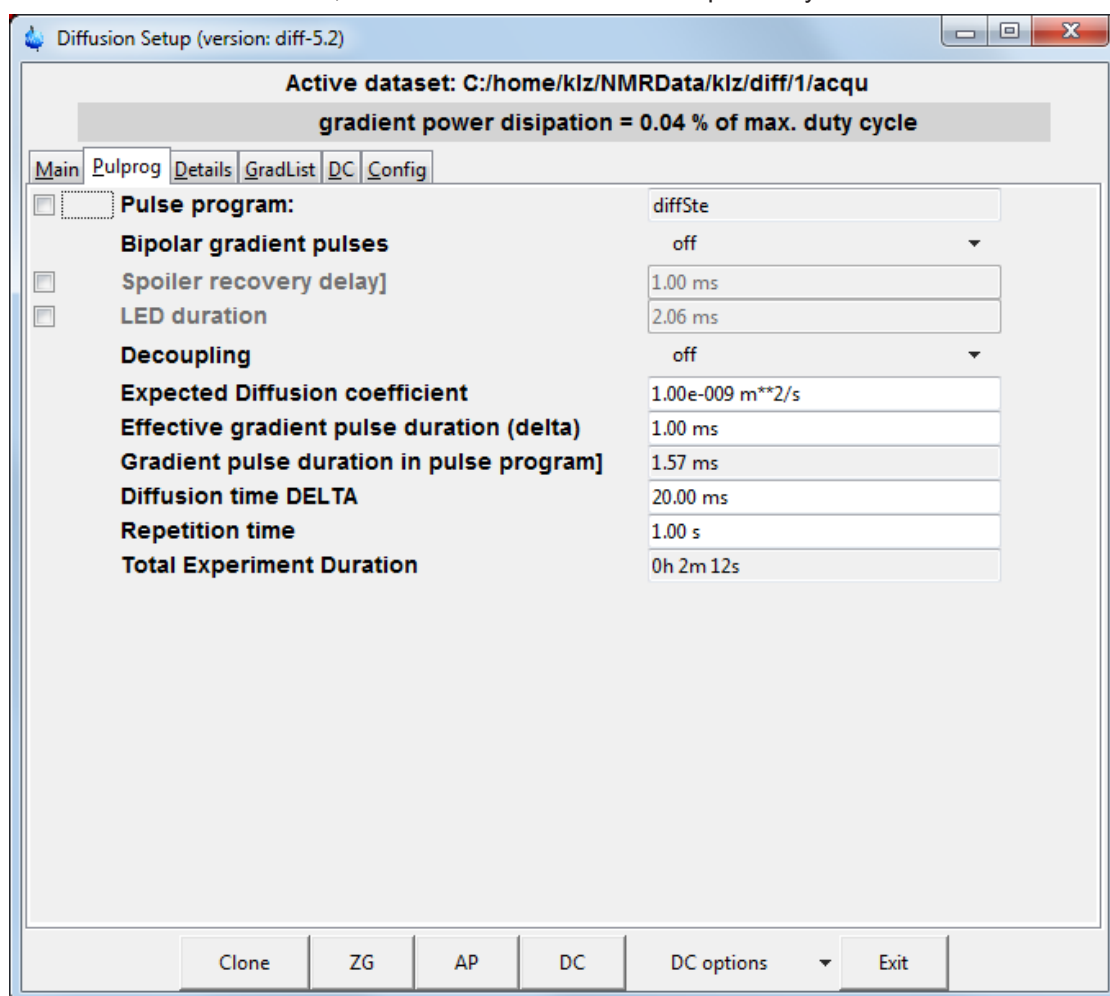 Diffusion Setup (version: diff-5.2)
Active dataset: C:/home/klz/NMRData/klz/diff/1/acqu
gradient power disipation = 0.04 % of max. duty cycle
Main Pulprog Details GradList DC Config
Pulse program: diffSte
Bipolar gradient pulses off
Spoiler recovery delay] 1.00 ms
LED duration 2.06 ms
Decoupling off
Expected Diffusion coefficient 1.00e-009 m**2/s
Effective gradient pulse duration (delta) 1.00 ms
Gradient pulse duration in pulse program] 1.57 ms
Diffusion time DELTA 20.00 ms
Repetition time 1.00 s
Total Experiment Duration 0h 2m 12s
Clone ZG AP DC DC options Exit